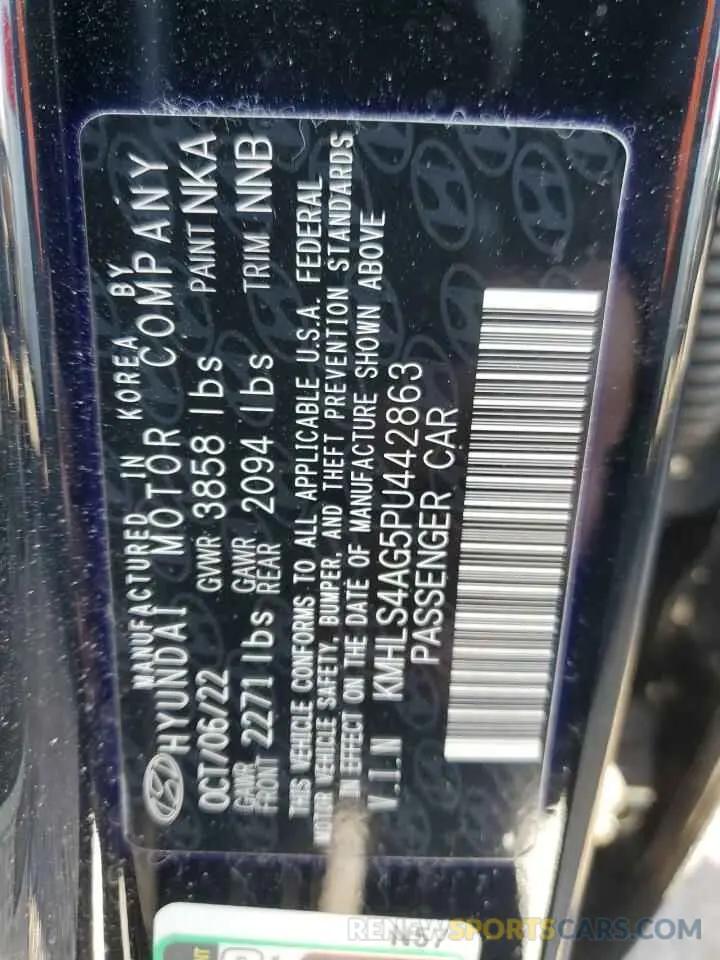 MANUFACTURED IN KOREA BY
HYUNDAI MOTOR COMPANY
OCT/06/22 GVWR 3858 lbs PAINT NKA
GAWR FRONT 2271 lbs GAWR REAR 2094 lbs TRIM NNB
THIS VEHICLE CONFORMS TO ALL APPLICABLE U.S.A. FEDERAL
MOTOR VEHICLE SAFETY, BUMPER, AND THEFT PREVENTION STANDARDS
IN EFFECT ON THE DATE OF MANUFACTURE SHOWN ABOVE
V.I.N KMHLS4AG5PU442863
PASSENGER CAR
N57
RENEWSPORTSCARS.COM